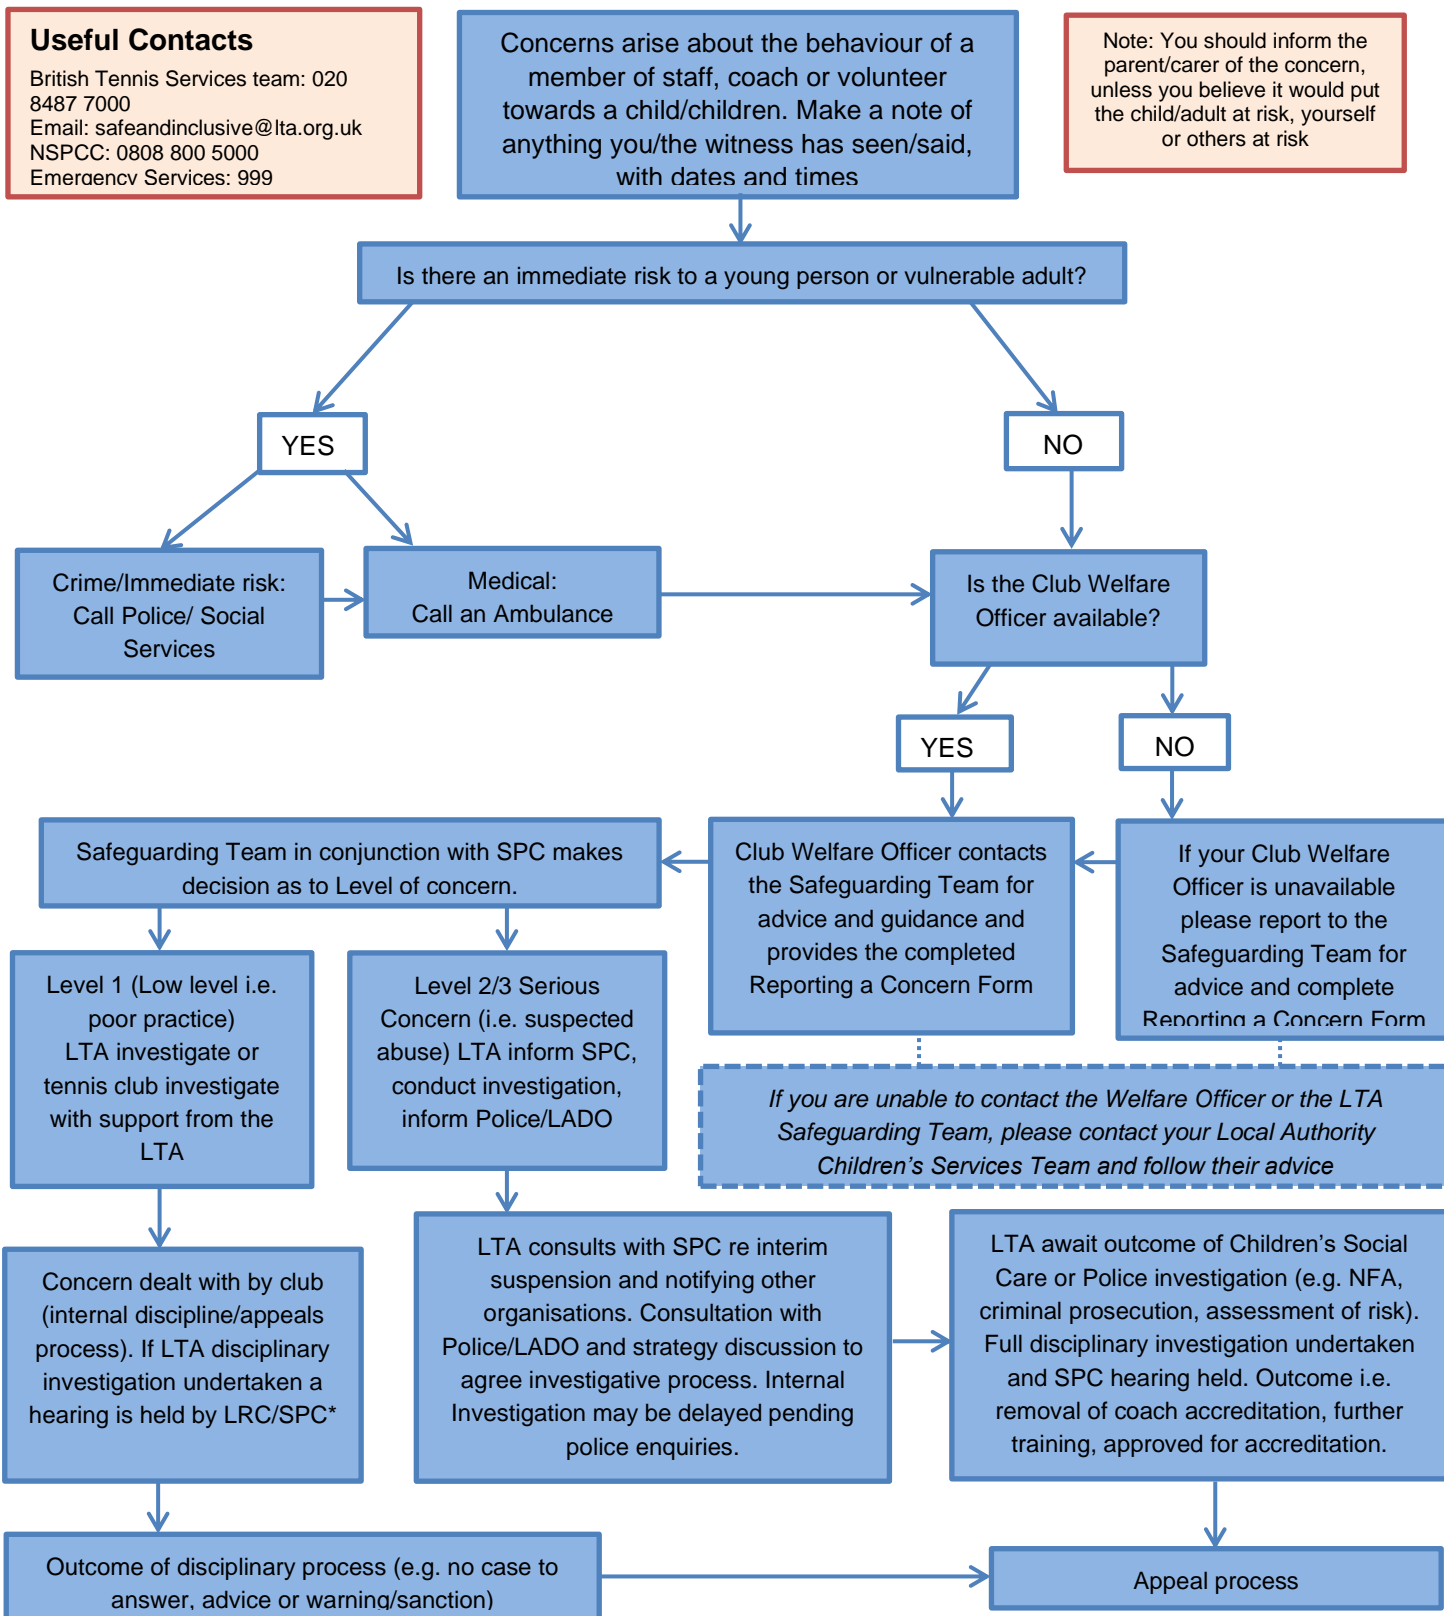 Useful Contacts
British Tennis Services team: 020
8487 7000
Email: safeandinclusive@lta.org.uk
NSPCC: 0808 800 5000
Emergency Services: 999
Concerns arise about the behaviour of a
member of staff, coach or volunteer
towards a child/children. Make a note of
anything you/the witness has seen/said,
with dates and times
Note: You should inform the
parent/carer of the concern,
unless you believe it would put
the child/adult at risk, yourself
or others at risk
Is there an immediate risk to a young person or vulnerable adult?
YES
NO
Crime/Immediate risk:
Call Police/ Social
Services
Medical:
Call an Ambulance
Is the Club Welfare
Officer available?
YES
NO
Safeguarding Team in conjunction with SPC makes
decision as to Level of concern.
Club Welfare Officer contacts
the Safeguarding Team for
advice and guidance and
provides the completed
Reporting a Concern Form
If your Club Welfare
Officer is unavailable
please report to the
Safeguarding Team for
advice and complete
Reporting a Concern Form
Level 1 (Low level i.e.
poor practice)
LTA investigate or
tennis club investigate
with support from the
LTA
Level 2/3 Serious
Concern (i.e. suspected
abuse) LTA inform SPC,
conduct investigation,
inform Police/LADO
If you are unable to contact the Welfare Officer or the LTA
Safeguarding Team, please contact your Local Authority
Children’s Services Team and follow their advice
Concern dealt with by club
(internal discipline/appeals
process). If LTA disciplinary
investigation undertaken a
hearing is held by LRC/SPC*
LTA consults with SPC re interim
suspension and notifying other
organisations. Consultation with
Police/LADO and strategy discussion to
agree investigative process. Internal
Investigation may be delayed pending
police enquiries.
LTA await outcome of Children’s Social
Care or Police investigation (e.g. NFA,
criminal prosecution, assessment of risk).
Full disciplinary investigation undertaken
and SPC hearing held. Outcome i.e.
removal of coach accreditation, further
training, approved for accreditation.
Outcome of disciplinary process (e.g. no case to
answer, advice or warning/sanction)
Appeal process